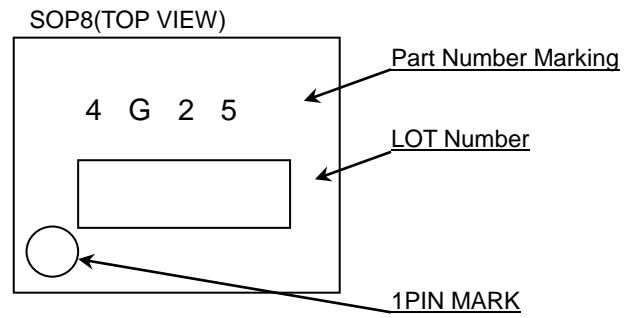 SOP8(TOP VIEW)
Part Number Marking
4 G 2 5
LOT Number
1PIN MARK